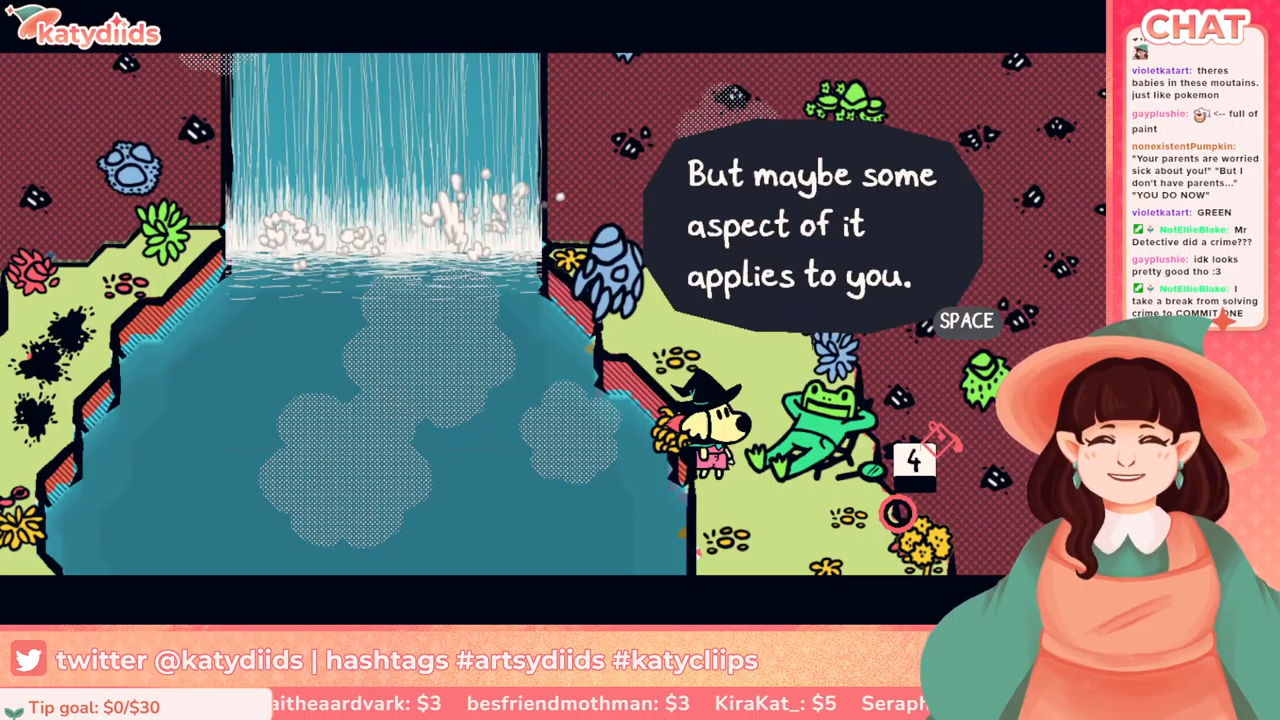 katydiids
But maybe some
aspect of it
applies to you.
SPACE
4
CHAT
violetkatart: theres
babies in these moutains.
just like pokemon
gayplushie: <-- full of
paint
nonexistentPumpkin:
"Your parents are worried
sick about you!" "But I
don't have parents..."
"YOU DO NOW"
violetkatart: GREEN
NotEllieBlake: Mr
Detective did a crime???
gayplushie: idk looks
pretty good tho :3
NotEllieBlake: I
take a break from solving
crime to COMMIT ONE
twitter @katydiids | hashtags #artsydiids #katycliips
Tip goal: $0/$30
aitheaardvark: $3 besfriendmothman: $3 KiraKat_: $5 Seraph